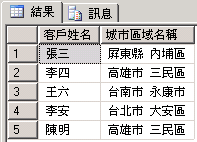 結果 訊息
客戶姓名 城市區域名稱
1 張三 屏東縣 內埔區
2 李四 高雄市 三民區
3 王六 台南市 永康市
4 李安 台北市 大安區
5 陳明 高雄市 三民區